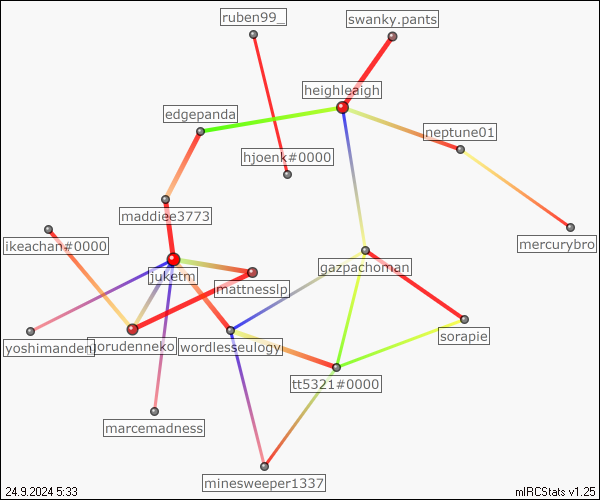 ruben99_
swanky.pants
heighleaigh
edgepanda
neptune01
hjoenk#0000
maddiee3773
ikeachan#0000
mercurybro
gazpachoman
juketm
mattnesslp
yoshimanden
jorudenneko
wordlesseulogy
sorapie
tt5321#0000
marcemadness
minesweeper1337
24.9.2024 5:33
mIRCStats v1.25